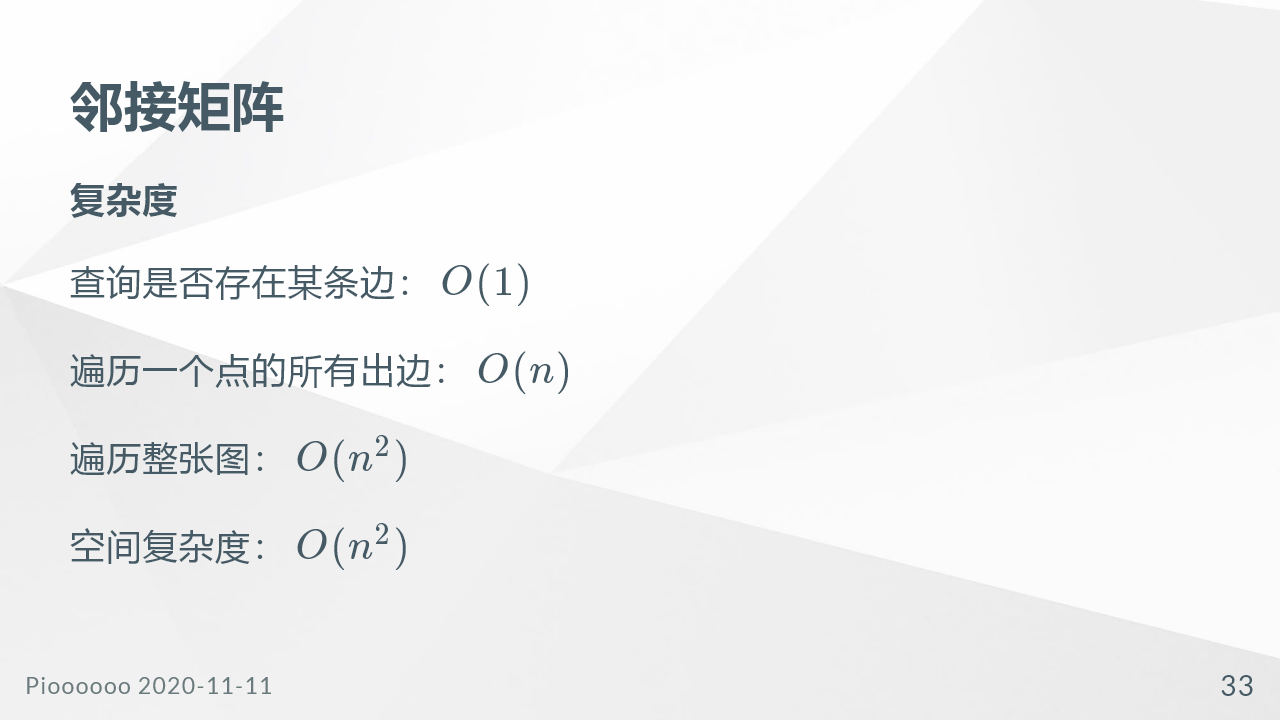 邻接矩阵
复杂度
查询是否存在某条边： O(1)
遍历一个点的所有出边： O(n)
遍历整张图： O(n²)
空间复杂度： O(n²)
Pioooooo 2020-11-11
33